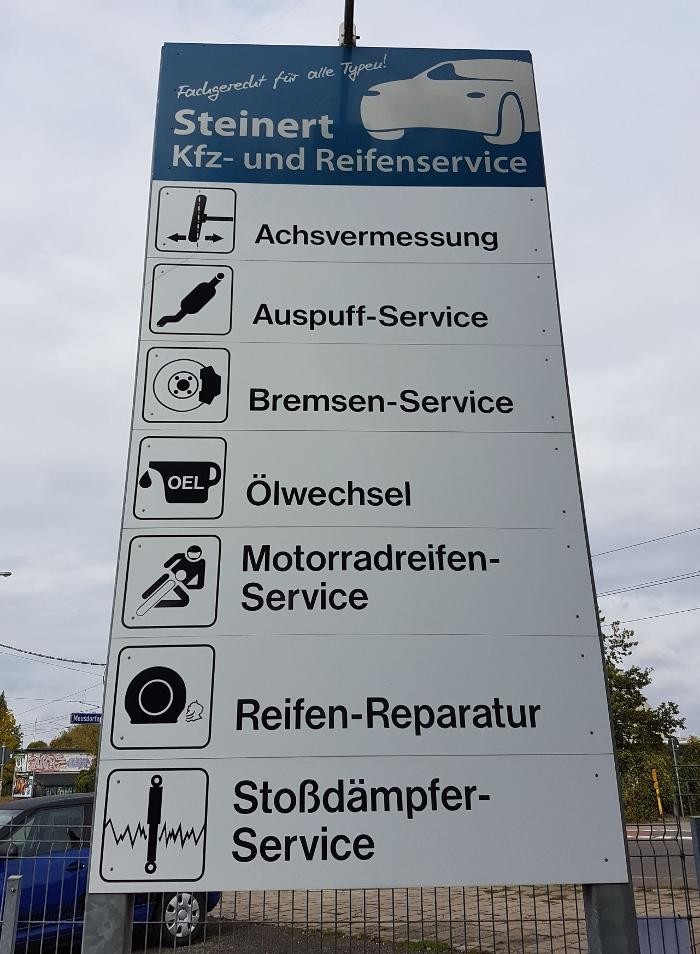 Fachgerecht für alle Typen!
Steinert
Kfz- und Reifenservice
Achsvermessung
Auspuff-Service
Bremsen-Service
OEL
Ölwechsel
Motorradreifen-
Service
Reifen-Reparatur
Stoßdämpfer-
Service